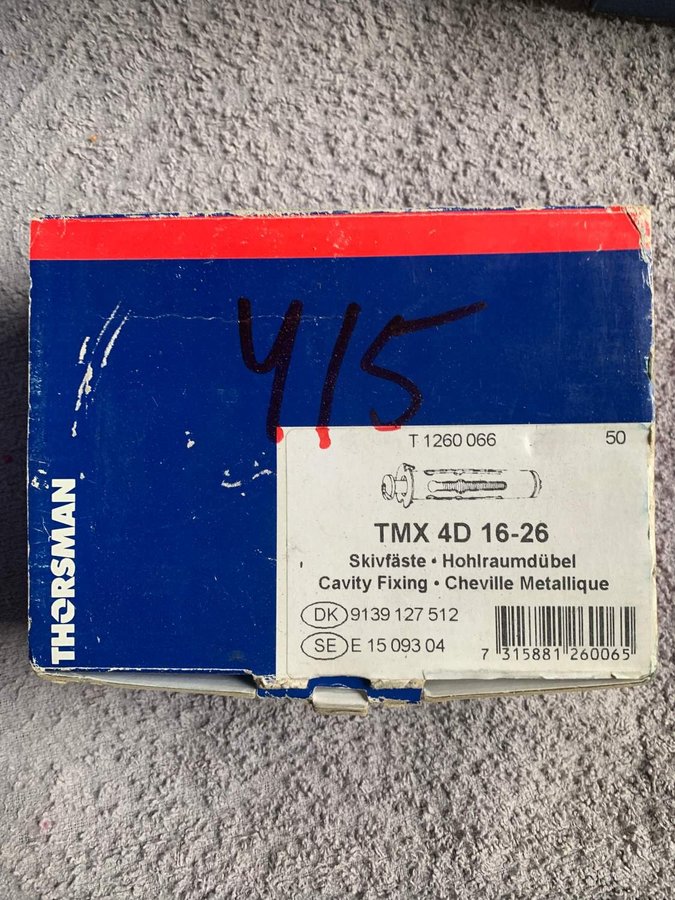 415
T 1260 066 50
TMX 4D 16-26
Skivfäste • Hohlraumdübel
Cavity Fixing • Cheville Metallique
DK 9139 127 512
SE E 15 093 04
7 315881 260065
THORSMAN